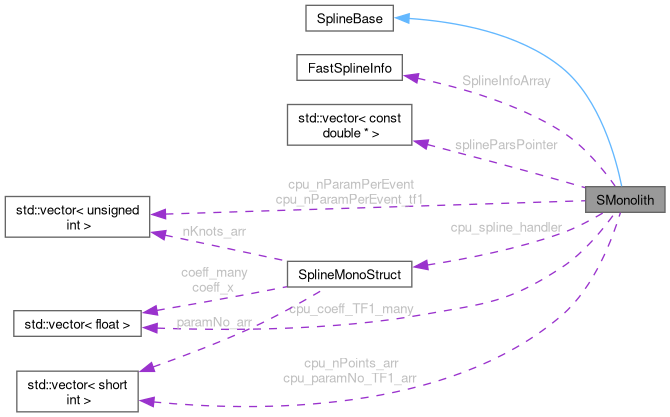 SplineBase
FastSplineInfo
SplineInfoArray
std::vector< const
double * >
splineParsPointer
cpu_nParamPerEvent
cpu_nParamPerEvent_tf1
SMonolith
std::vector< unsigned
int >
nKnots_arr
cpu_spline_handler
SplineMonoStruct
coeff_many
coeff_x
std::vector< float >
paramNo_arr
cpu_coeff_TF1_many
cpu_nPoints_arr
cpu_paramNo_TF1_arr
std::vector< short
int >